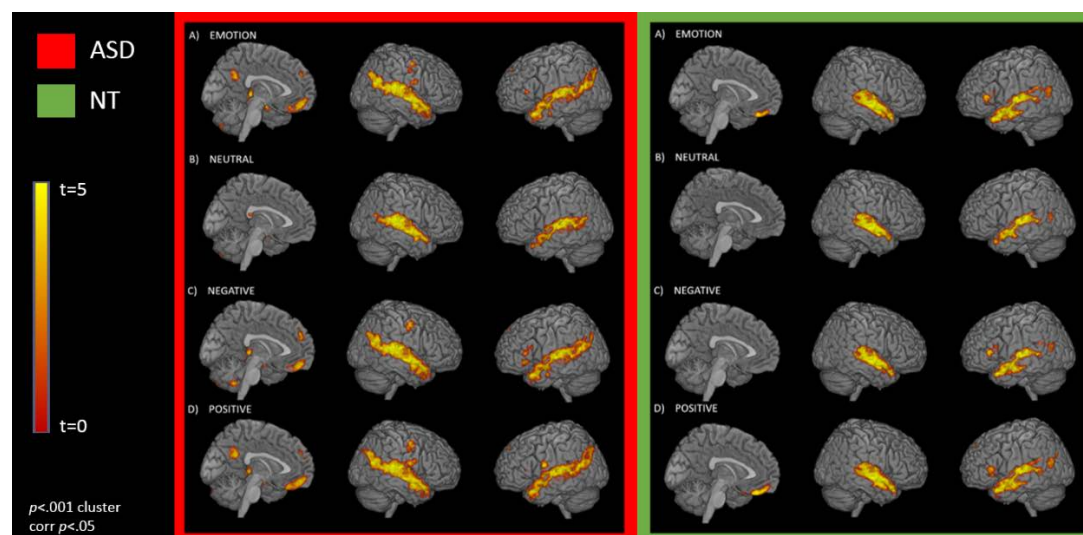 ASD
NT
t=5
t=0
p<.001 cluster
corr p<.05
A) EMOTION
B) NEUTRAL
C) NEGATIVE
D) POSITIVE
A) EMOTION
B) NEUTRAL
C) NEGATIVE
D) POSITIVE